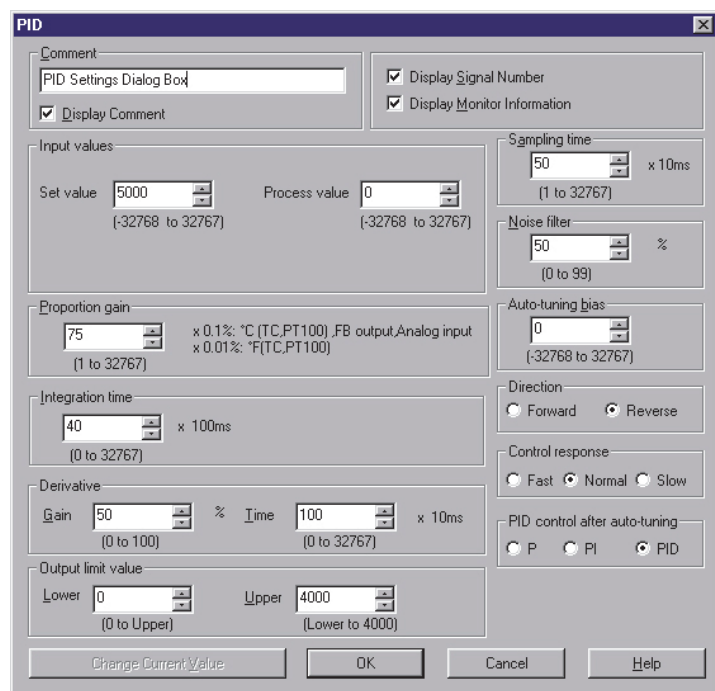 PID
Comment
PID Settings Dialog Box
Display Comment
Display Signal Number
Display Monitor Information
Input values
Set value 5000 Process value 0
(-32768 to 32767) (-32768 to 32767)
Sampling time
50 x 10ms
(1 to 32767)
Noise filter
50 %
(0 to 99)
Proportion gain
75 x 0.1%: °C (TC,PT100) ,FB output,Analog input
x 0.01%: °F(TC,PT100)
(1 to 32767)
Auto-tuning bias
0
(-32768 to 32767)
Integration time
40 x 100ms
(0 to 32767)
Direction
Forward Reverse
Control response
Fast Normal Slow
Derivative
Gain 50 % Time 100 x 10ms
(0 to 100) (0 to 32767)
PID control after auto-tuning
P PI PID
Output limit value
Lower 0 Upper 4000
(0 to Upper) (Lower to 4000)
Change Current Value OK Cancel Help